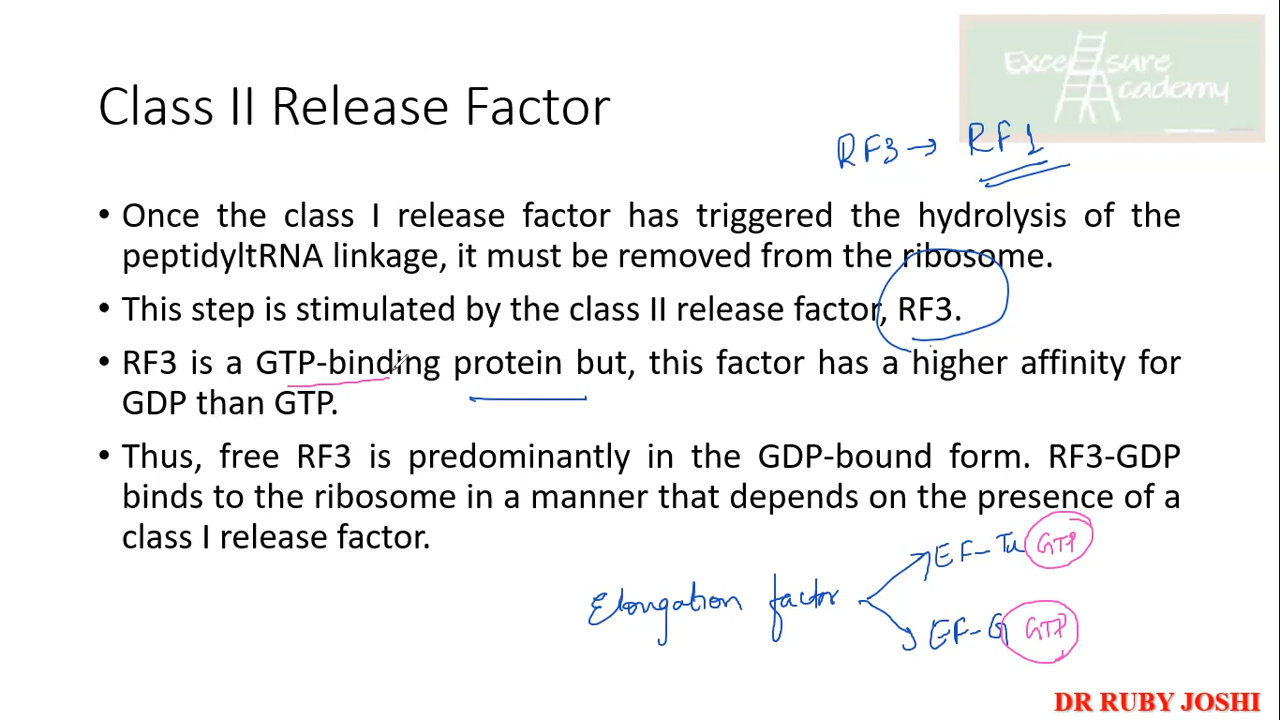 Excel sure
Academy
Class II Release Factor
RF3 → RF1
• Once the class I release factor has triggered the hydrolysis of the
peptidyltRNA linkage, it must be removed from the ribosome.
• This step is stimulated by the class II release factor, RF3.
• RF3 is a GTP-binding protein but, this factor has a higher affinity for
GDP than GTP.
• Thus, free RF3 is predominantly in the GDP-bound form. RF3-GDP
binds to the ribosome in a manner that depends on the presence of a
class I release factor.
EF-Tu GTP
Elongation factor
EF-G GTP
DR RUBY JOSHI